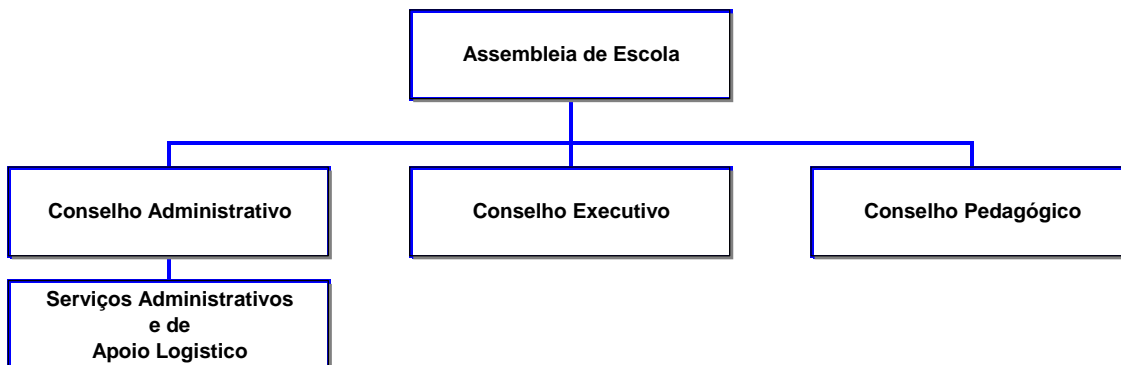 Assembleia de Escola
Conselho Administrativo
Conselho Executivo
Conselho Pedagógico
Serviços Administrativos
e de
Apoio Logistico